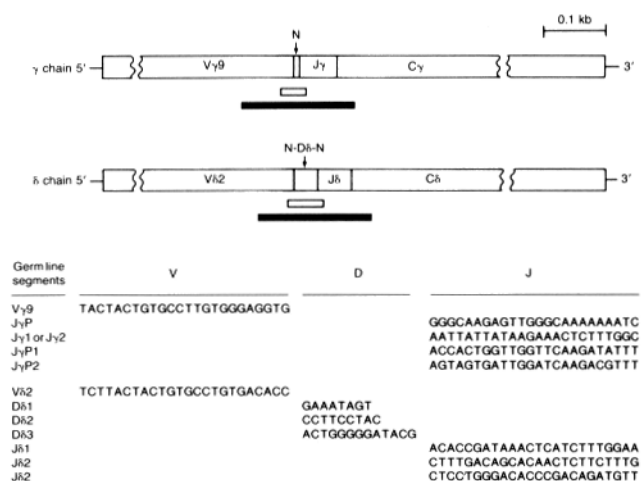 0.1 kb
N
γ chain 5′ Vγ9 Jγ Cγ 3′
N-Dδ-N
δ chain 5′ Vδ2 Jδ Cδ 3′
Germ line segments V D J
Vγ9 TACTACTGTGCCTTGTGGGAGGTG
JγP GGGCAAGAGTTGGGCAAAAAAATC
Jγ1 or Jγ2 AATTATTATAAGAAACTCTTTGGC
JγP1 ACCACTGGTTGGTTCAAGATATTT
JγP2 AGTAGTGATTGGATCAAGACGTTT
Vδ2 TCTTACTACTGTGCCTGTGACACC
Dδ1 GAAATAGT
Dδ2 CCTTCCTAC
Dδ3 ACTGGGGGATACG
Jδ1 ACACCGATAAACTCATCTTTGGAA
Jδ2 CTTTGACAGCACAACTCTTCTTTG
Jδ2 CTCCTGGGACACCCGACAGATGTT